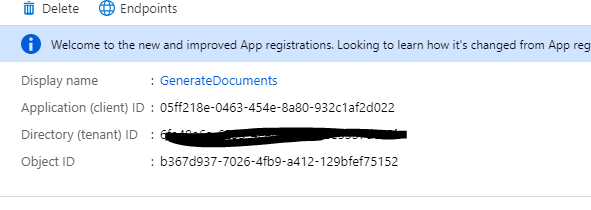 Delete Endpoints
Welcome to the new and improved App registrations. Looking to learn how it's changed from App reg
Display name : GenerateDocuments
Application (client) ID : 05ff218e-0463-454e-8a80-932c1af2d022
Directory (tenant) ID :
Object ID : b367d937-7026-4fb9-a412-129bfef75152